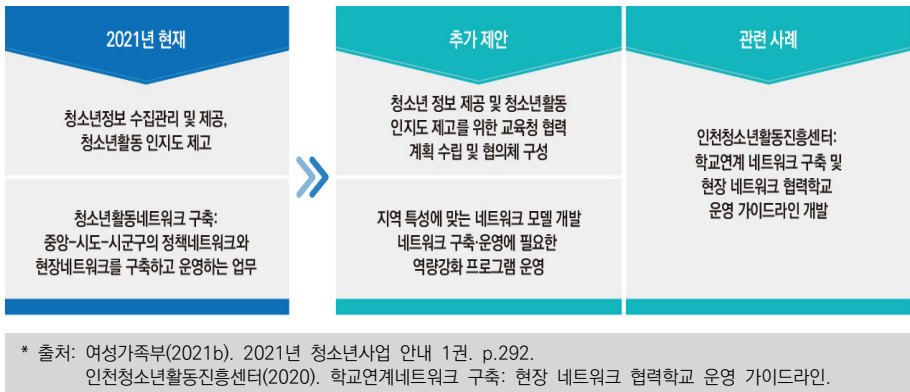 2021년 현재
청소년정보 수집관리 및 제공,
청소년활동 인지도 제고
청소년활동네트워크 구축:
중앙-시도-시군구의 정책네트워크와
현장네트워크를 구축하고 운영하는 업무
추가 제안
청소년 정보 제공 및 청소년활동
인지도 제고를 위한 교육청 협력
계획 수립 및 협의체 구성
지역 특성에 맞는 네트워크 모델 개발
네트워크 구축·운영에 필요한
역량강화 프로그램 운영
관련 사례
인천청소년활동진흥센터:
학교연계 네트워크 구축 및
현장 네트워크 협력학교
운영 가이드라인 개발
* 출처: 여성가족부(2021b). 2021년 청소년사업 안내 1권. p.292.
인천청소년활동진흥센터(2020). 학교연계네트워크 구축: 현장 네트워크 협력학교 운영 가이드라인.